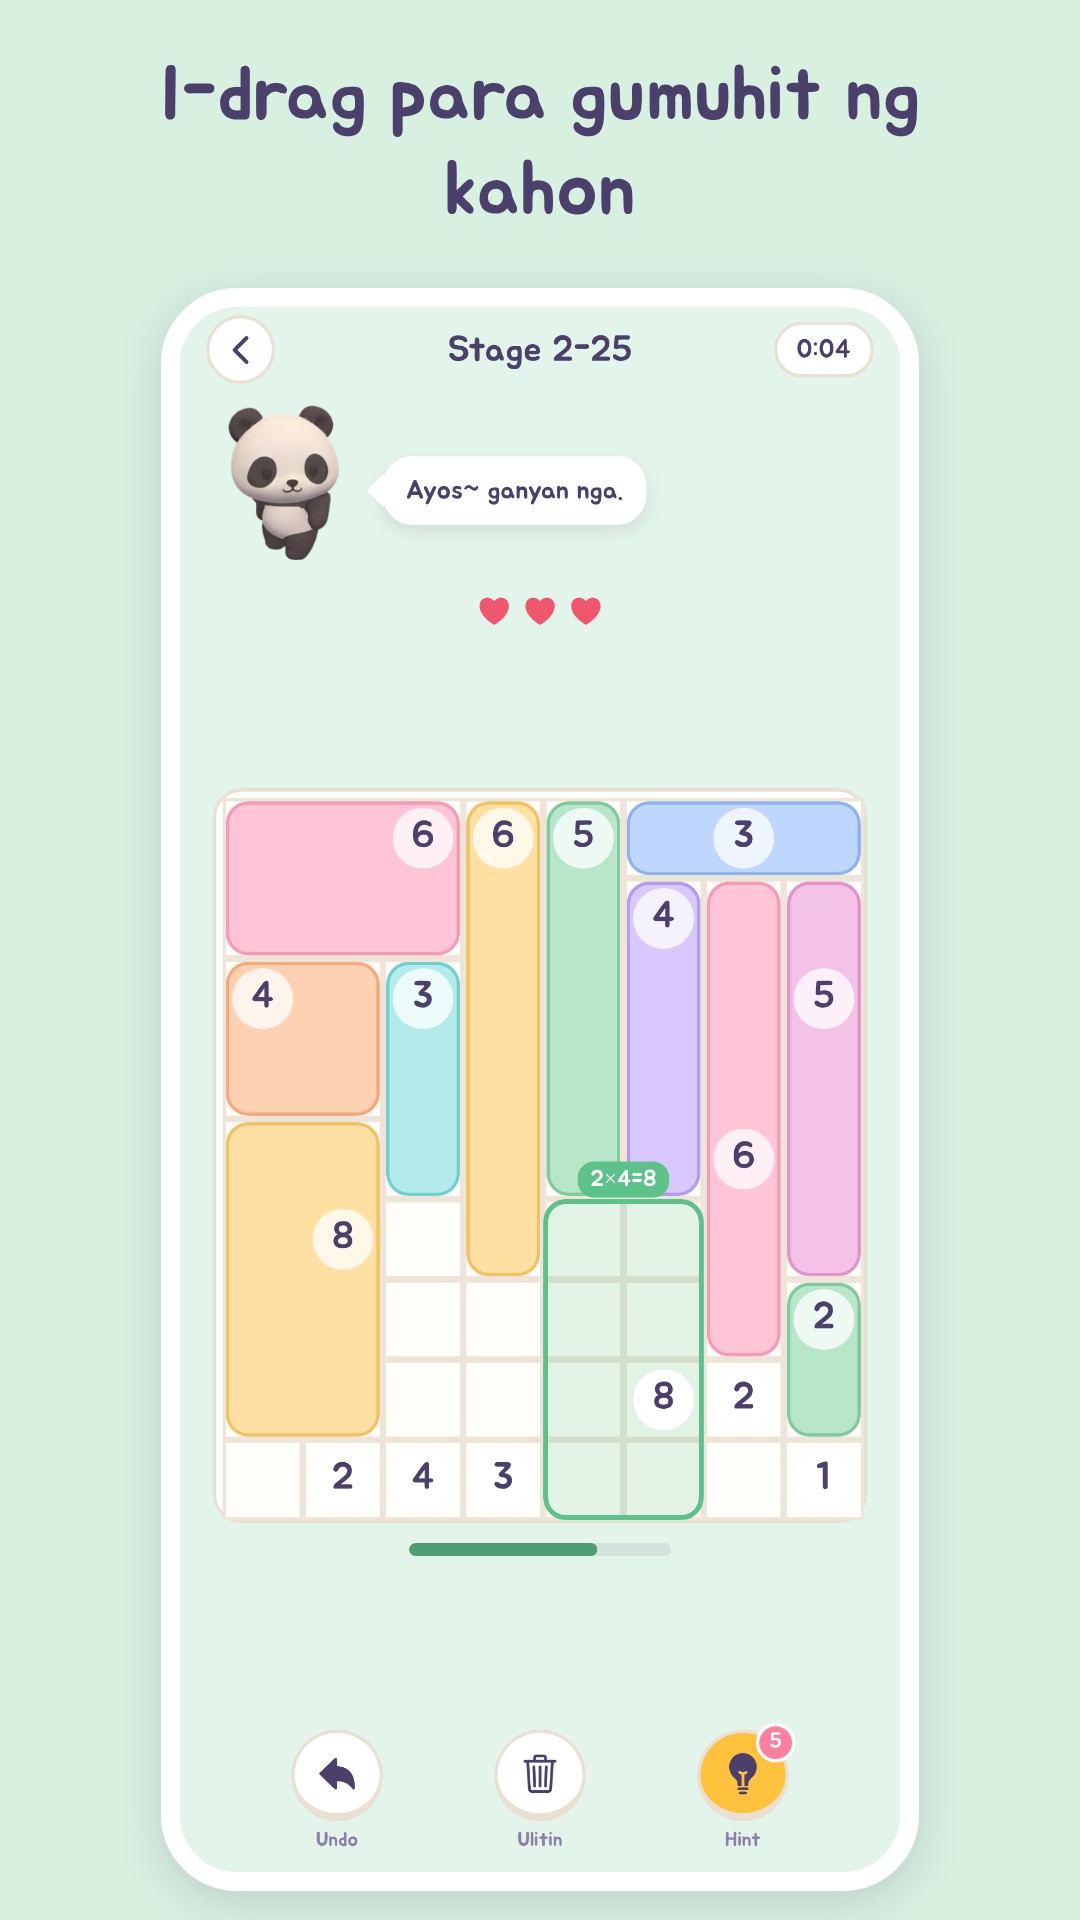 I-drag para gumuhit ng
kahon
Stage 2-25
0:04
Ayos~ ganyan nga.
6 6 5 3
4
4 3 5
6
2×4=8
8
2
8 2
2 4 3 1
5
Undo Ulitin Hint